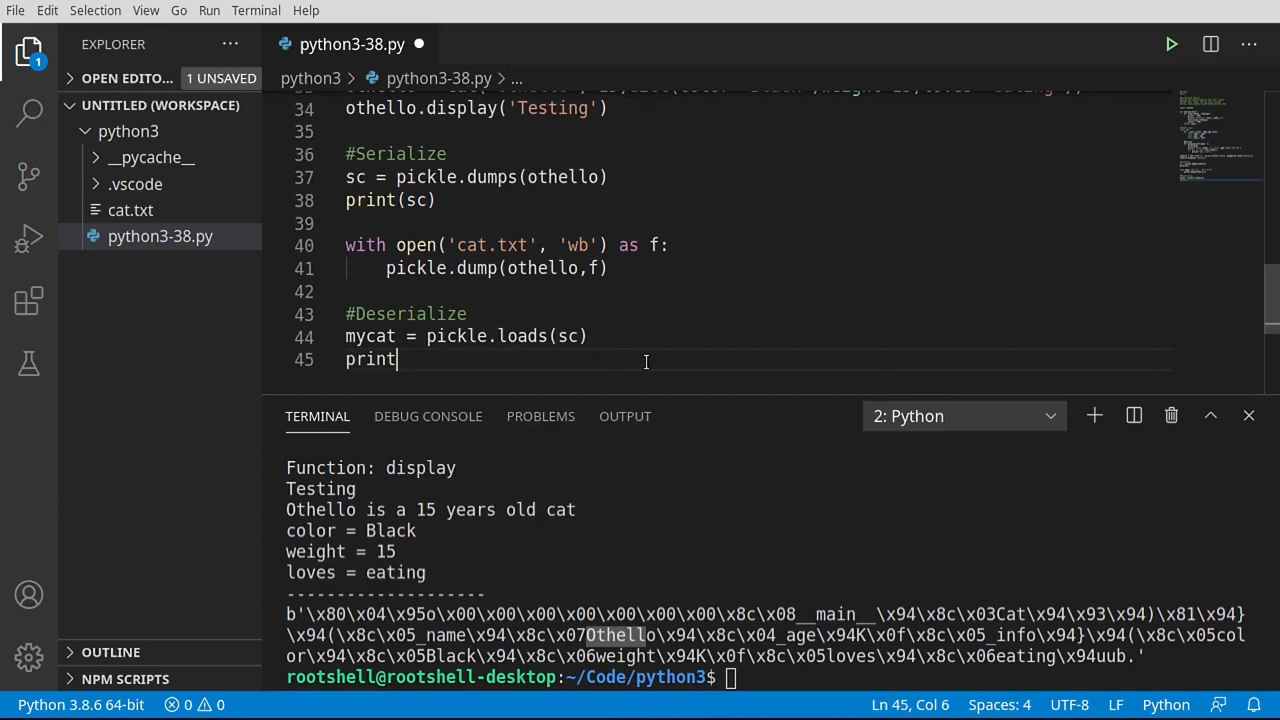 File Edit Selection View Go Run Terminal Help
EXPLORER ...
python3-38.py
1
OPEN EDITO... 1 UNSAVED
python3 > python3-38.py > ...
UNTITLED (WORKSPACE)
python3
__pycache__
.vscode
cat.txt
python3-38.py
34 othello.display('Testing')
35
36 #Serialize
37 sc = pickle.dumps(othello)
38 print(sc)
39
40 with open('cat.txt', 'wb') as f:
41 pickle.dump(othello,f)
42
43 #Deserialize
44 mycat = pickle.loads(sc)
45 print
TERMINAL DEBUG CONSOLE PROBLEMS OUTPUT 2: Python
Function: display
Testing
Othello is a 15 years old cat
color = Black
weight = 15
loves = eating
--------------------
b'\x80\x04\x95o\x00\x00\x00\x00\x00\x00\x00\x8c\x08__main__\x94\x8c\x03Cat\x94\x93\x94)\x81\x94}
\x94(\x8c\x05_name\x94\x8c\x07Othello\x94\x8c\x04_age\x94K\x0f\x8c\x05_info\x94}\x94(\x8c\x05col
or\x94\x8c\x05Black\x94\x8c\x06weight\x94K\x0f\x8c\x05loves\x94\x8c\x06eating\x94uub.'
rootshell@rootshell-desktop:~/Code/python3$
OUTLINE
NPM SCRIPTS
Python 3.8.6 64-bit 0 0 Ln 45, Col 6 Spaces: 4 UTF-8 LF Python